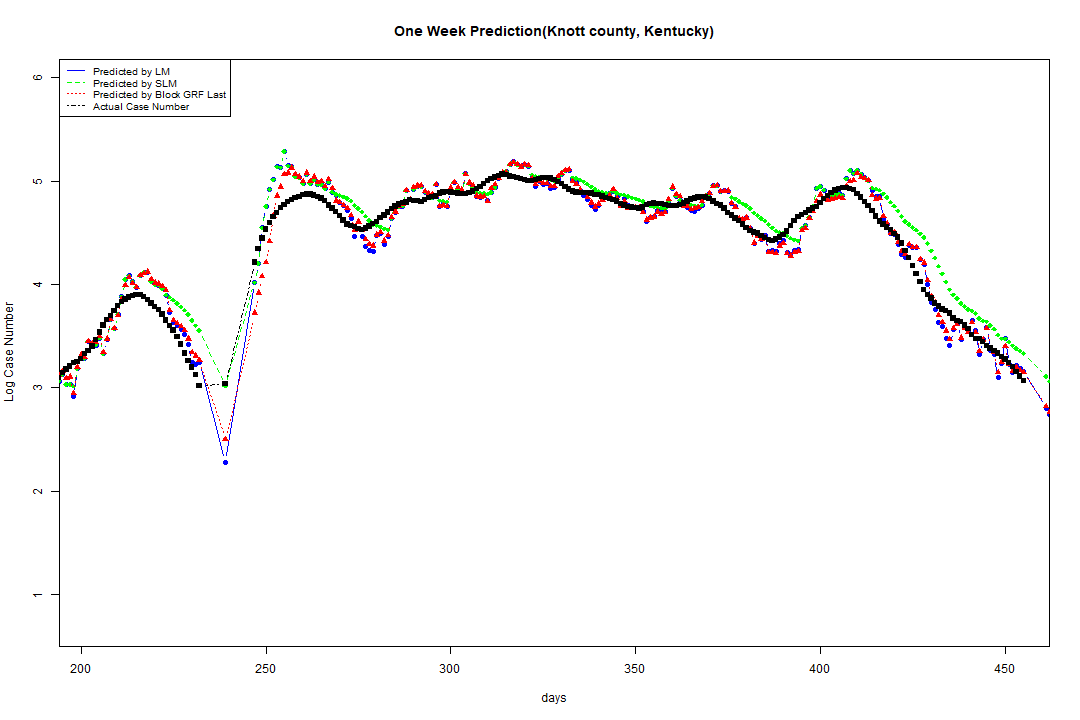 One Week Prediction(Knott county, Kentucky)
Predicted by LM
Predicted by SLM
Predicted by Block GRF Last
Actual Case Number
6
5
4
3
2
1
Log Case Number
200 250 300 350 400 450
days